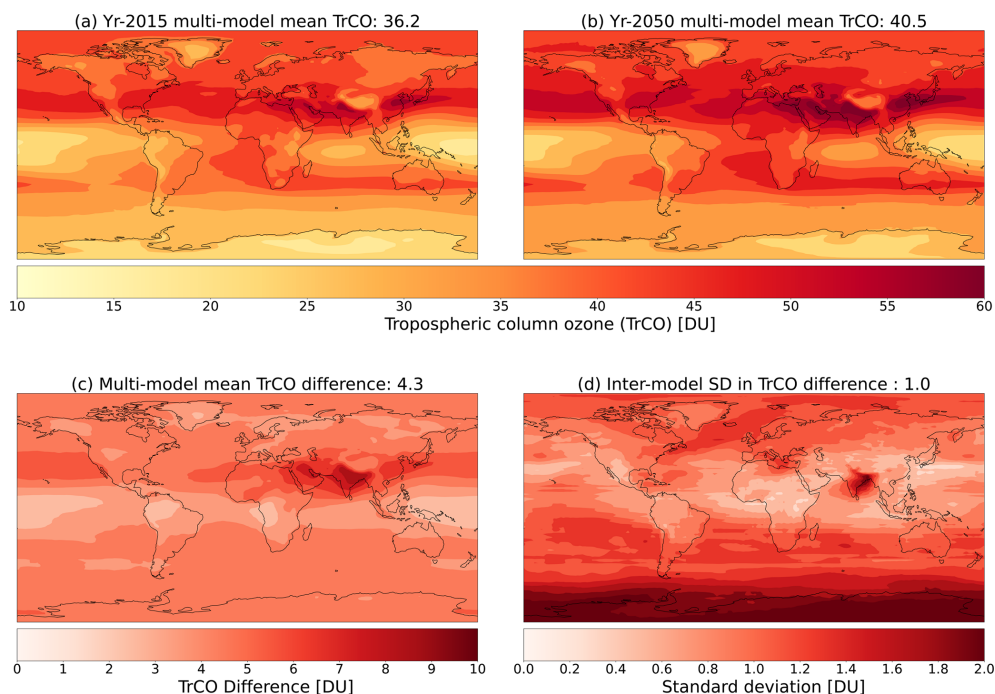 (a) Yr-2015 multi-model mean TrCO: 36.2
(b) Yr-2050 multi-model mean TrCO: 40.5
10 15 20 25 30 35 40 45 50 55 60
Tropospheric column ozone (TrCO) [DU]
(c) Multi-model mean TrCO difference: 4.3
(d) Inter-model SD in TrCO difference : 1.0
0 1 2 3 4 5 6 7 8 9 10
TrCO Difference [DU]
0.0 0.2 0.4 0.6 0.8 1.0 1.2 1.4 1.6 1.8 2.0
Standard deviation [DU]